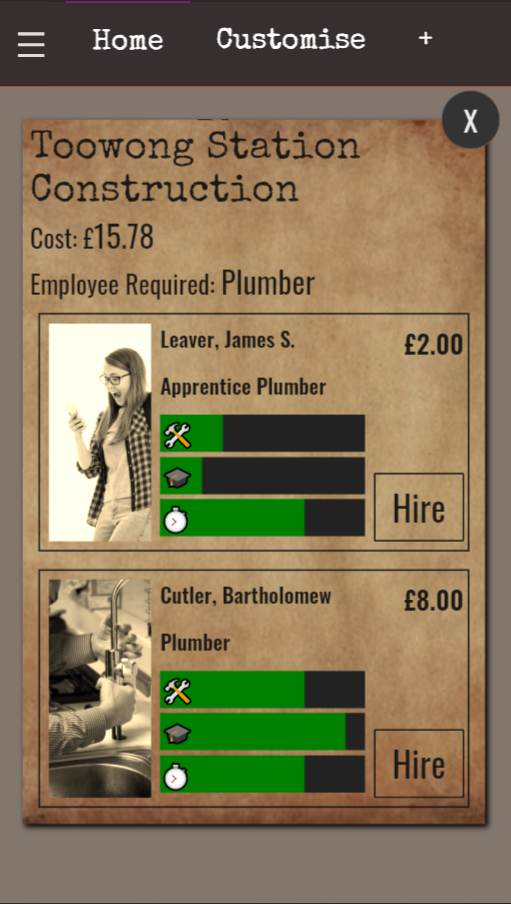 ☰ Home Customise +
X
Toowong Station
Construction
Cost: £15.78
Employee Required: Plumber
Leaver, James S. £2.00
Apprentice Plumber
Hire
Cutler, Bartholomew £8.00
Plumber
Hire